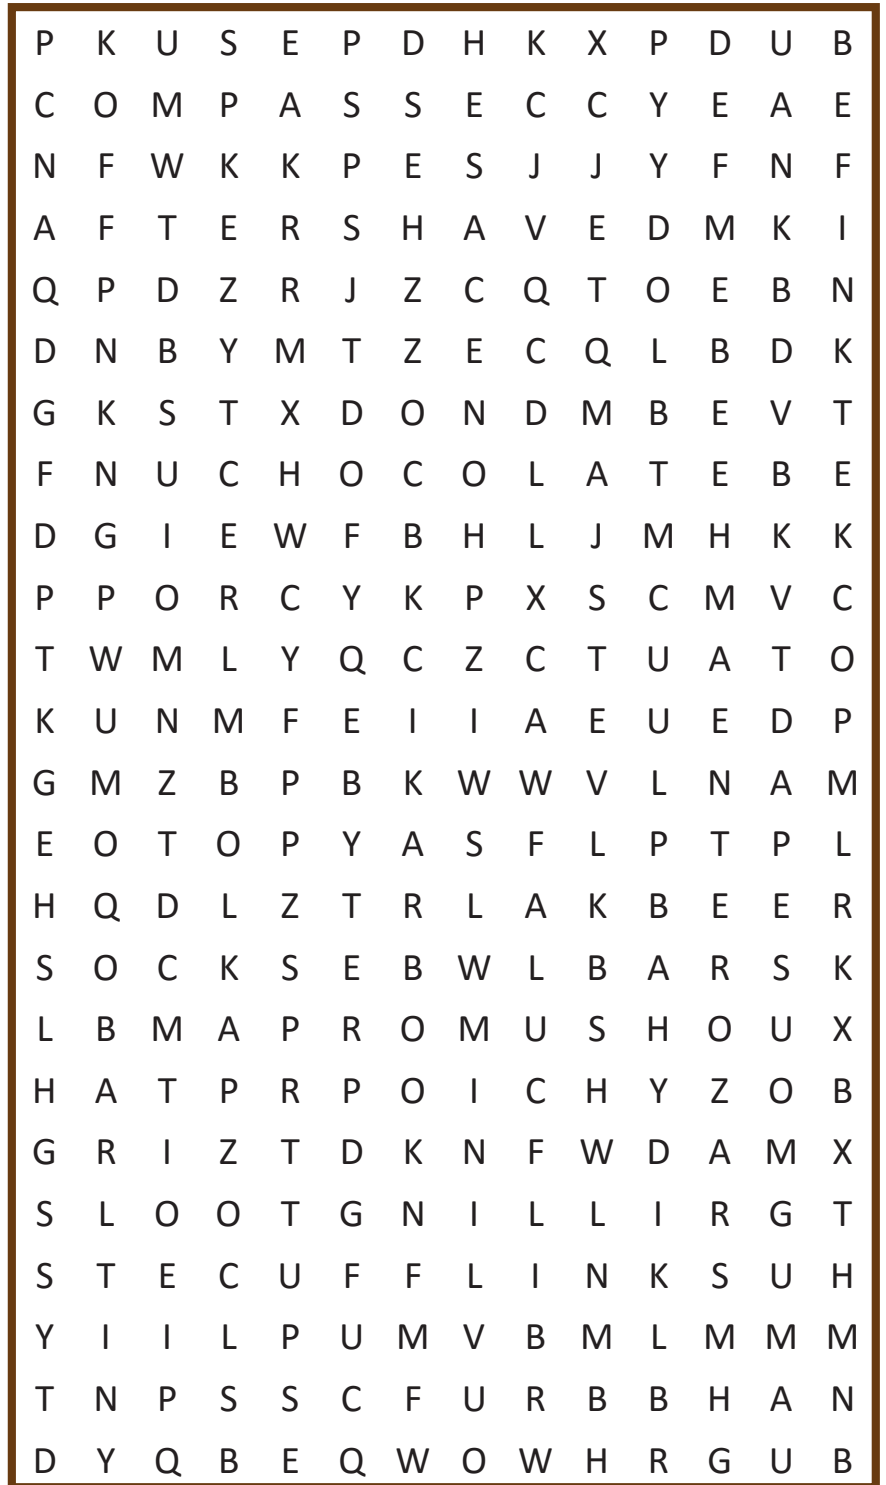 P K U S E P D H K X P D U B
C O M P A S S E C C Y E A E
N F W K K P E S J J Y F N F
A F T E R S H A V E D M K I
Q P D Z R J Z C Q T O E B N
D N B Y M T Z E C Q L B D K
G K S T X D O N D M B E V T
F N U C H O C O L A T E B E
D G I E W F B H L J M H K K
P P O R C Y K P X S C M V C
T W M L Y Q C Z C T U A T O
K U N M F E I I A E U E D P
G M Z B P B K W W V L N A M
E O T O P Y A S F L P T P L
H Q D L Z T R L A K B E E R
S O C K S E B W L B A R S K
L B M A P R O M U S H O U X
H A T P R P O I C H Y Z O B
G R I Z T D K N F W D A M X
S L O O T G N I L L I R G T
S T E C U F F L I N K S U H
Y I I L P U M V B M L M M M
T N P S S C F U R B B H A N
D Y Q B E Q W O W H R G U B